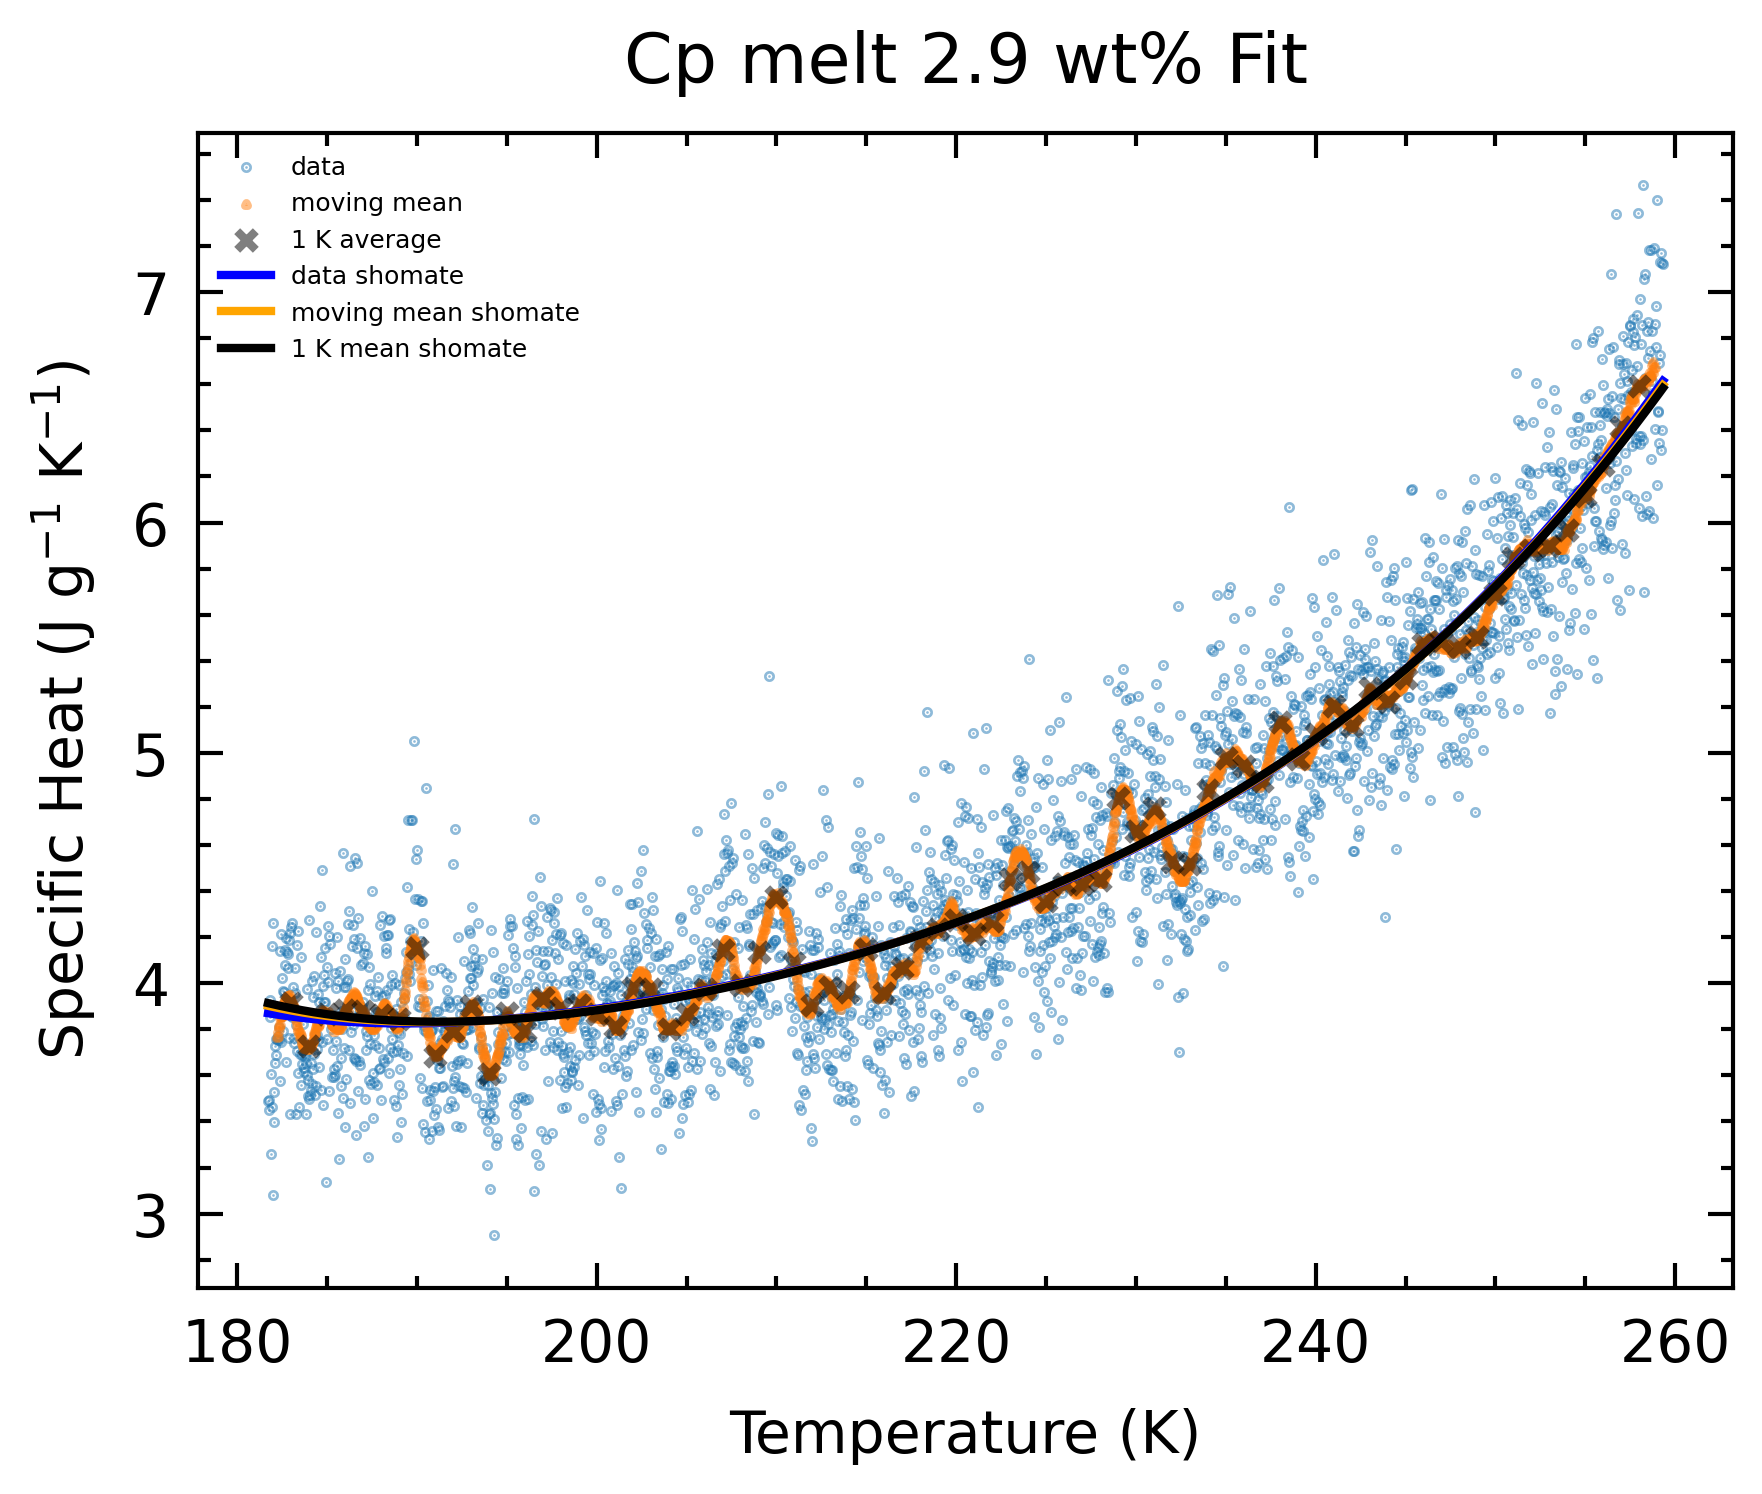 Cp melt 2.9 wt% Fit
data
moving mean
1 K average
data shomate
moving mean shomate
1 K mean shomate
7
6
5
4
3
Specific Heat (J g⁻¹ K⁻¹)
180 200 220 240 260
Temperature (K)